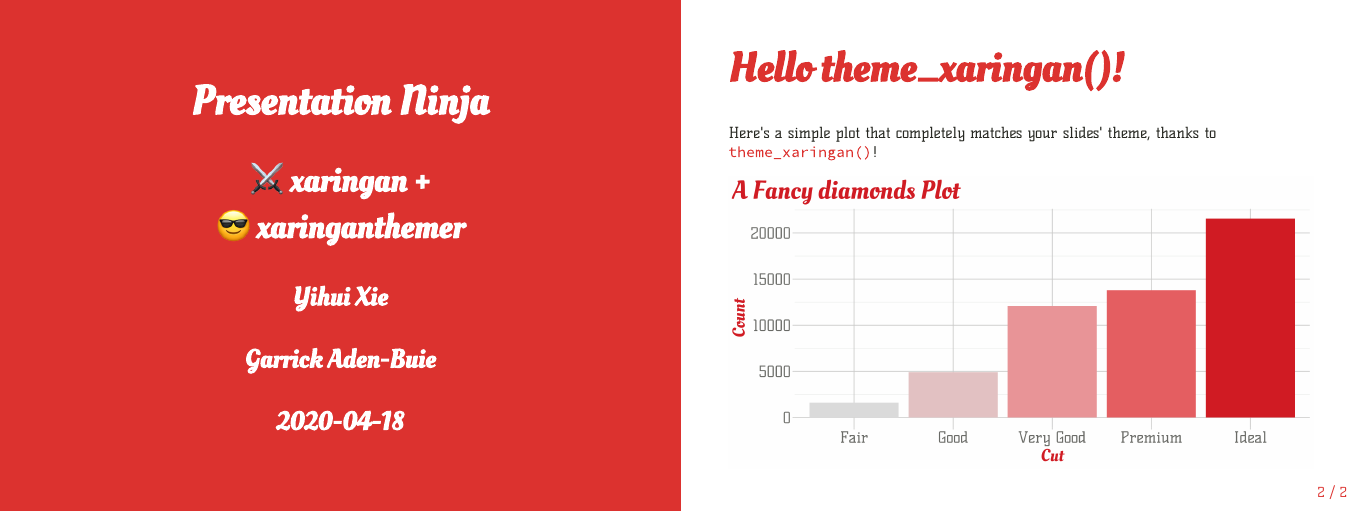 Presentation Ninja
⚔️ xaringan +
😎 xaringanthemer
Yihui Xie
Garrick Aden-Buie
2020-04-18
Hello theme_xaringan()!
Here's a simple plot that completely matches your slides' theme, thanks to
theme_xaringan()!
A Fancy diamonds Plot
Count
20000
15000
10000
5000
0
Fair Good Very Good Premium Ideal
Cut
2 / 2